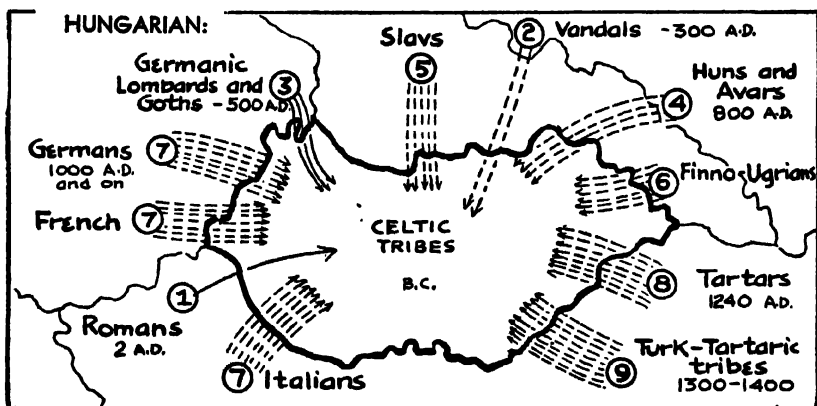 HUNGARIAN:
② Vandals -300 A.D.
Slavs
⑤
Germanic
Lombards and
Goths -500 A.D.
③
Huns and
Avars
800 A.D.
④
Germans
1000 A.D.
and on
⑦
Finno-Ugrians
⑥
French ⑦
CELTIC
TRIBES
B.C.
①
Romans
2 A.D.
⑧ Tartars
1240 A.D.
⑦ Italians
⑨ Turk-Tartaric
tribes
1300-1400